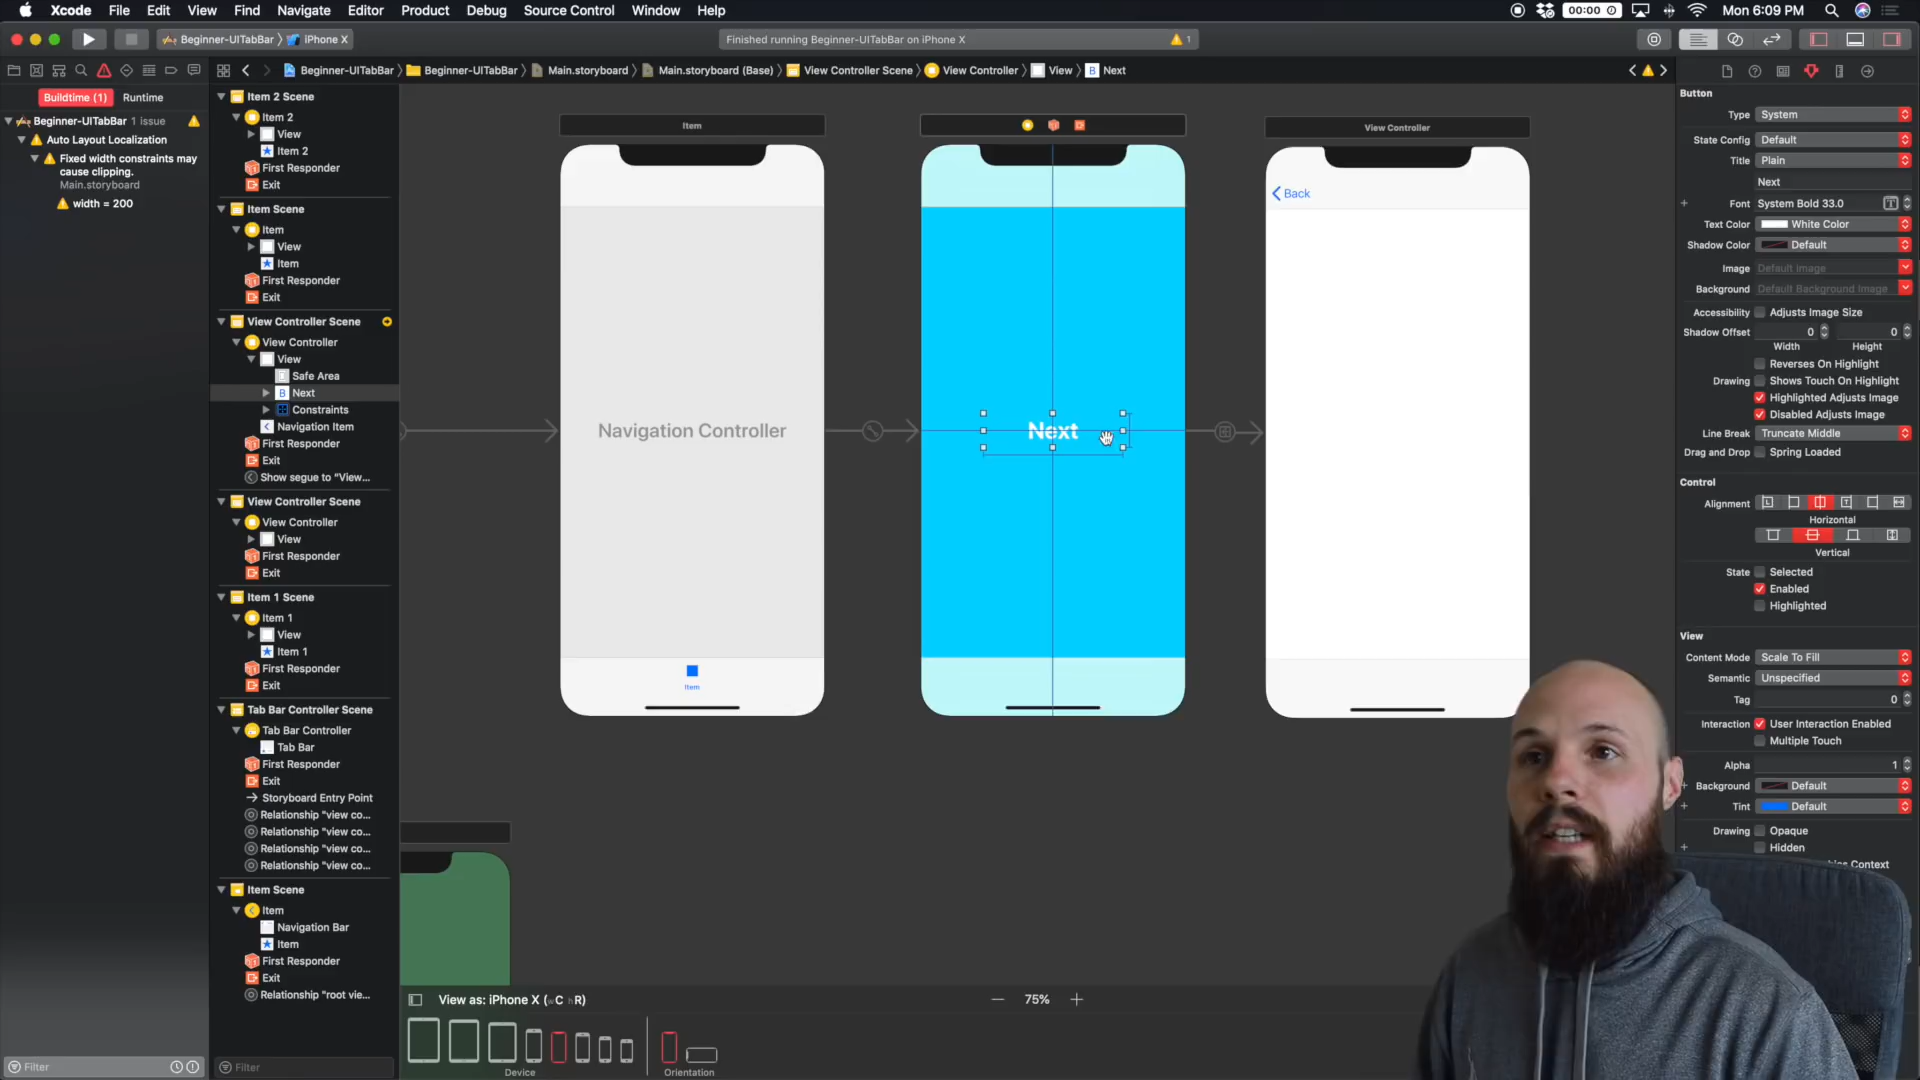 Xcode File Edit View Find Navigate Editor Product Debug Source Control Window Help
00:00 Mon 6:09 PM
Beginner-UITabBar iPhone X
Finished running Beginner-UITabBar on iPhone X 1
Beginner-UITabBar Beginner-UITabBar Main.storyboard Main.storyboard (Base) View Controller Scene View Controller View B Next
Buildtime (1) Runtime
Beginner-UITabBar 1 issue
Auto Layout Localization
Fixed width constraints may
cause clipping.
Main.storyboard
width = 200
Filter
Item 2 Scene
Item 2
View
Item 2
First Responder
Exit
Item Scene
Item
View
Item
First Responder
Exit
View Controller Scene
View Controller
View
Safe Area
B Next
Constraints
Navigation Item
First Responder
Exit
Show segue to "View...
View Controller Scene
View Controller
View
First Responder
Exit
Item 1 Scene
Item 1
View
Item 1
First Responder
Exit
Tab Bar Controller Scene
Tab Bar Controller
Tab Bar
First Responder
Exit
Storyboard Entry Point
Relationship "view co...
Relationship "view co...
Relationship "view co...
Relationship "view co...
Item Scene
Item
Navigation Bar
Item
First Responder
Exit
Relationship "root vie...
Filter
Item
Navigation Controller
Item
Next
View Controller
Back
View as: iPhone X (wC hR)
75%
Device
Orientation
Button
Type System
State Config Default
Title Plain
Next
Font System Bold 33.0
Text Color White Color
Shadow Color Default
Image Default Image
Background Default Background Image
Accessibility Adjusts Image Size
Shadow Offset 0 0
Width Height
Reverses On Highlight
Drawing Shows Touch On Highlight
Highlighted Adjusts Image
Disabled Adjusts Image
Line Break Truncate Middle
Drag and Drop Spring Loaded
Control
Alignment
Horizontal
Vertical
State Selected
Enabled
Highlighted
View
Content Mode Scale To Fill
Semantic Unspecified
Tag 0
Interaction User Interaction Enabled
Multiple Touch
Alpha 1
Background Default
Tint Default
Drawing Opaque
Hidden
Context